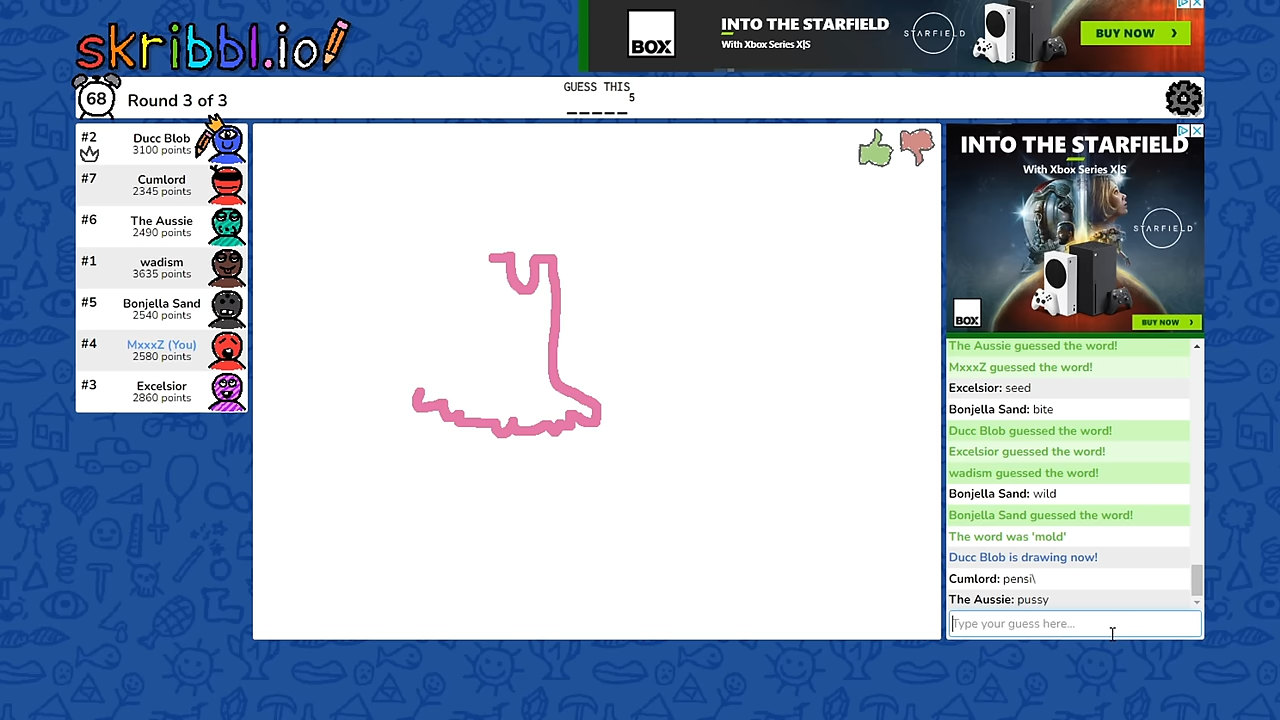 skribbl.io
BOX
INTO THE STARFIELD
With Xbox Series X|S
STARFIELD
BUY NOW
68
Round 3 of 3
GUESS THIS
5
_____
#2
Ducc Blob
3100 points
#7
Cumlord
2345 points
#6
The Aussie
2490 points
#1
wadism
3635 points
#5
Bonjella Sand
2540 points
#4
MxxxZ (You)
2580 points
#3
Excelsior
2860 points
INTO THE STARFIELD
With Xbox Series X|S
STARFIELD
BOX
BUY NOW
The Aussie guessed the word!
MxxxZ guessed the word!
Excelsior: seed
Bonjella Sand: bite
Ducc Blob guessed the word!
Excelsior guessed the word!
wadism guessed the word!
Bonjella Sand: wild
Bonjella Sand guessed the word!
The word was 'mold'
Ducc Blob is drawing now!
Cumlord: pensi\
The Aussie: pussy
Type your guess here...